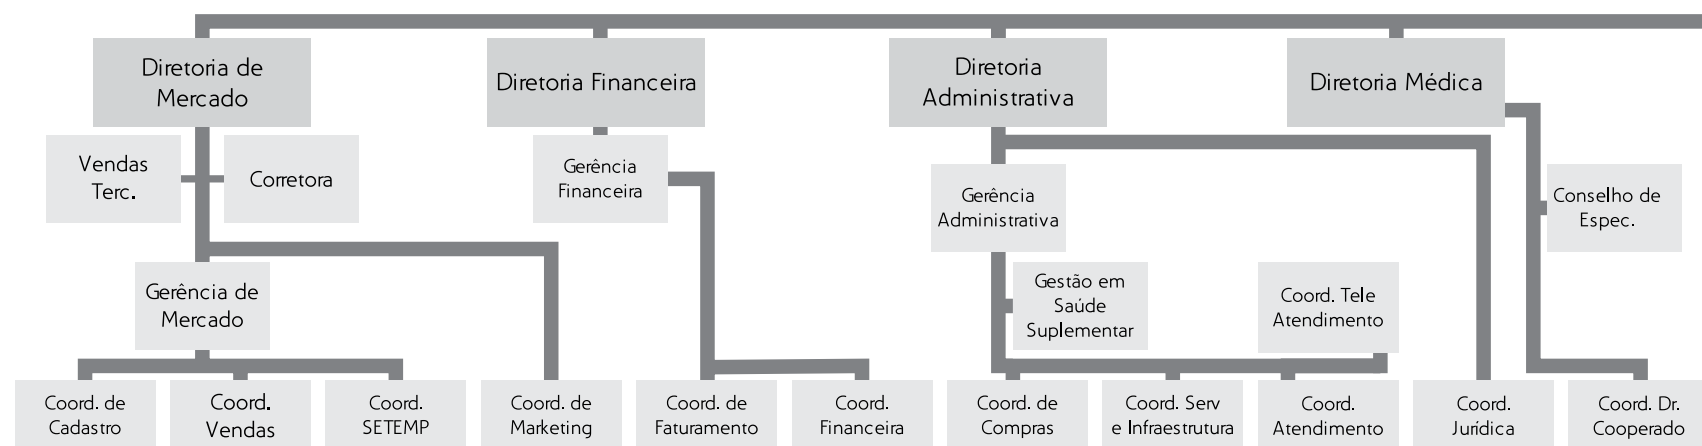 Diretoria de
Mercado
Diretoria Financeira
Diretoria
Administrativa
Diretoria Médica
Vendas
Terc.
Corretora
Gerência
Financeira
Gerência
Administrativa
Conselho de
Espec.
Gerência de
Mercado
Gestão em
Saúde
Suplementar
Coord. Tele
Atendimento
Coord. de
Cadastro
Coord.
Vendas
Coord.
SETEMP
Coord. de
Marketing
Coord. de
Faturamento
Coord.
Financeira
Coord. de
Compras
Coord. Serv
e Infraestrutura
Coord.
Atendimento
Coord.
Jurídica
Coord. Dr.
Cooperado